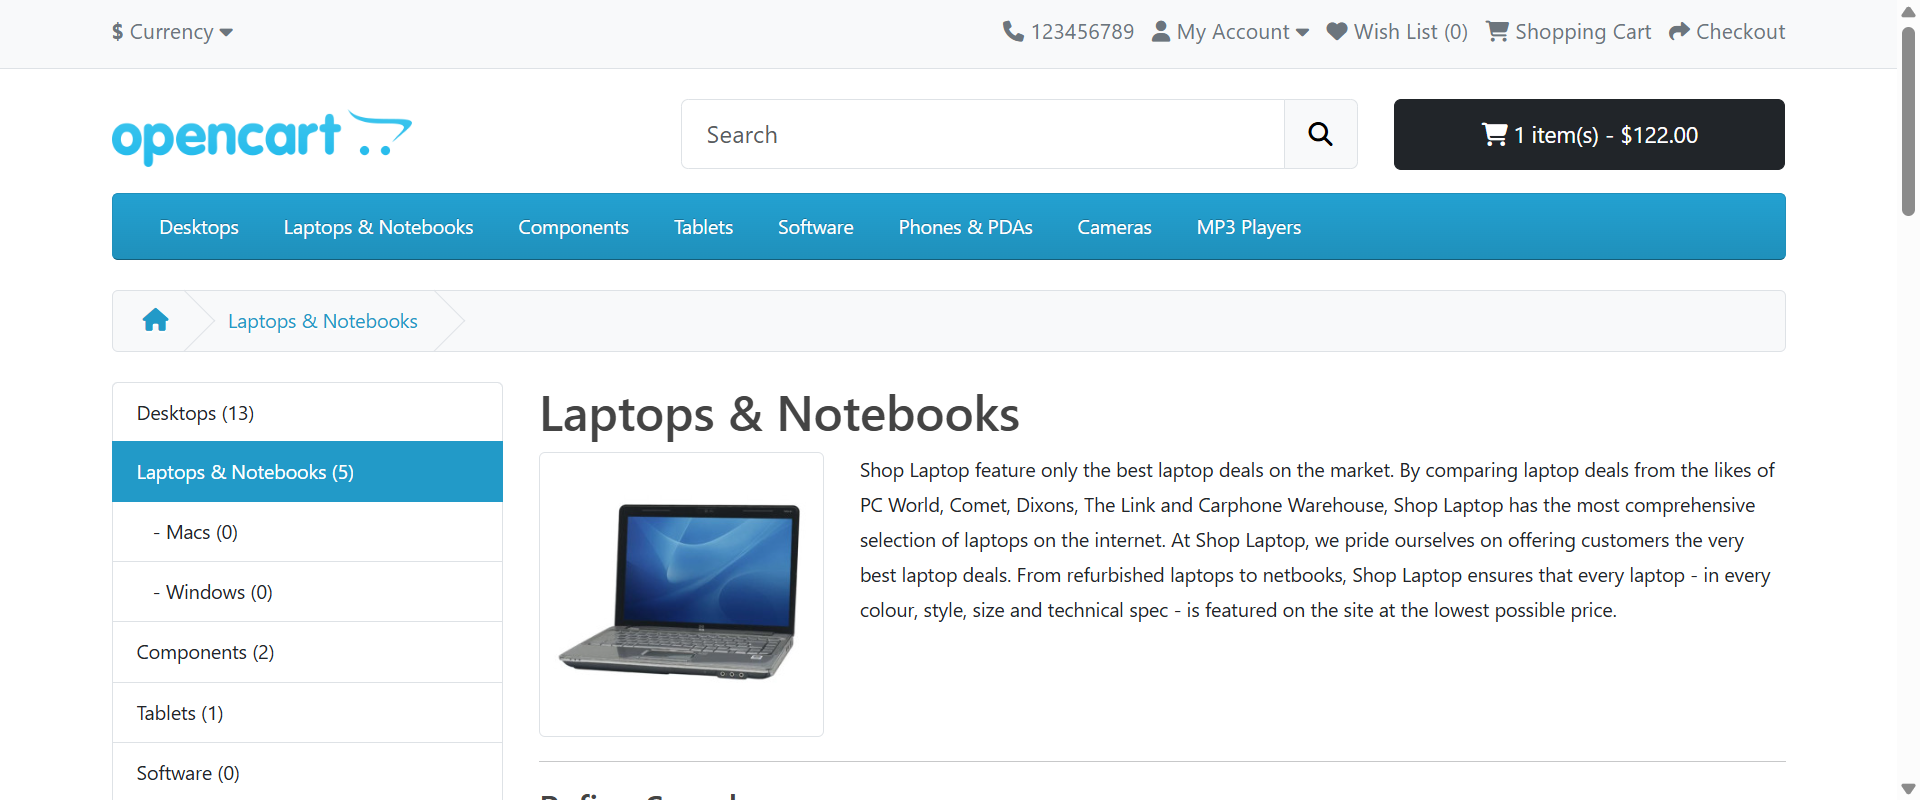 $ Currency
123456789 My Account Wish List (0) Shopping Cart Checkout
opencart
Search
1 item(s) - $122.00
Desktops Laptops & Notebooks Components Tablets Software Phones & PDAs Cameras MP3 Players
Laptops & Notebooks
Desktops (13)
Laptops & Notebooks (5)
- Macs (0)
- Windows (0)
Components (2)
Tablets (1)
Software (0)
Laptops & Notebooks
Shop Laptop feature only the best laptop deals on the market. By comparing laptop deals from the likes of
PC World, Comet, Dixons, The Link and Carphone Warehouse, Shop Laptop has the most comprehensive
selection of laptops on the internet. At Shop Laptop, we pride ourselves on offering customers the very
best laptop deals. From refurbished laptops to netbooks, Shop Laptop ensures that every laptop - in every
colour, style, size and technical spec - is featured on the site at the lowest possible price.